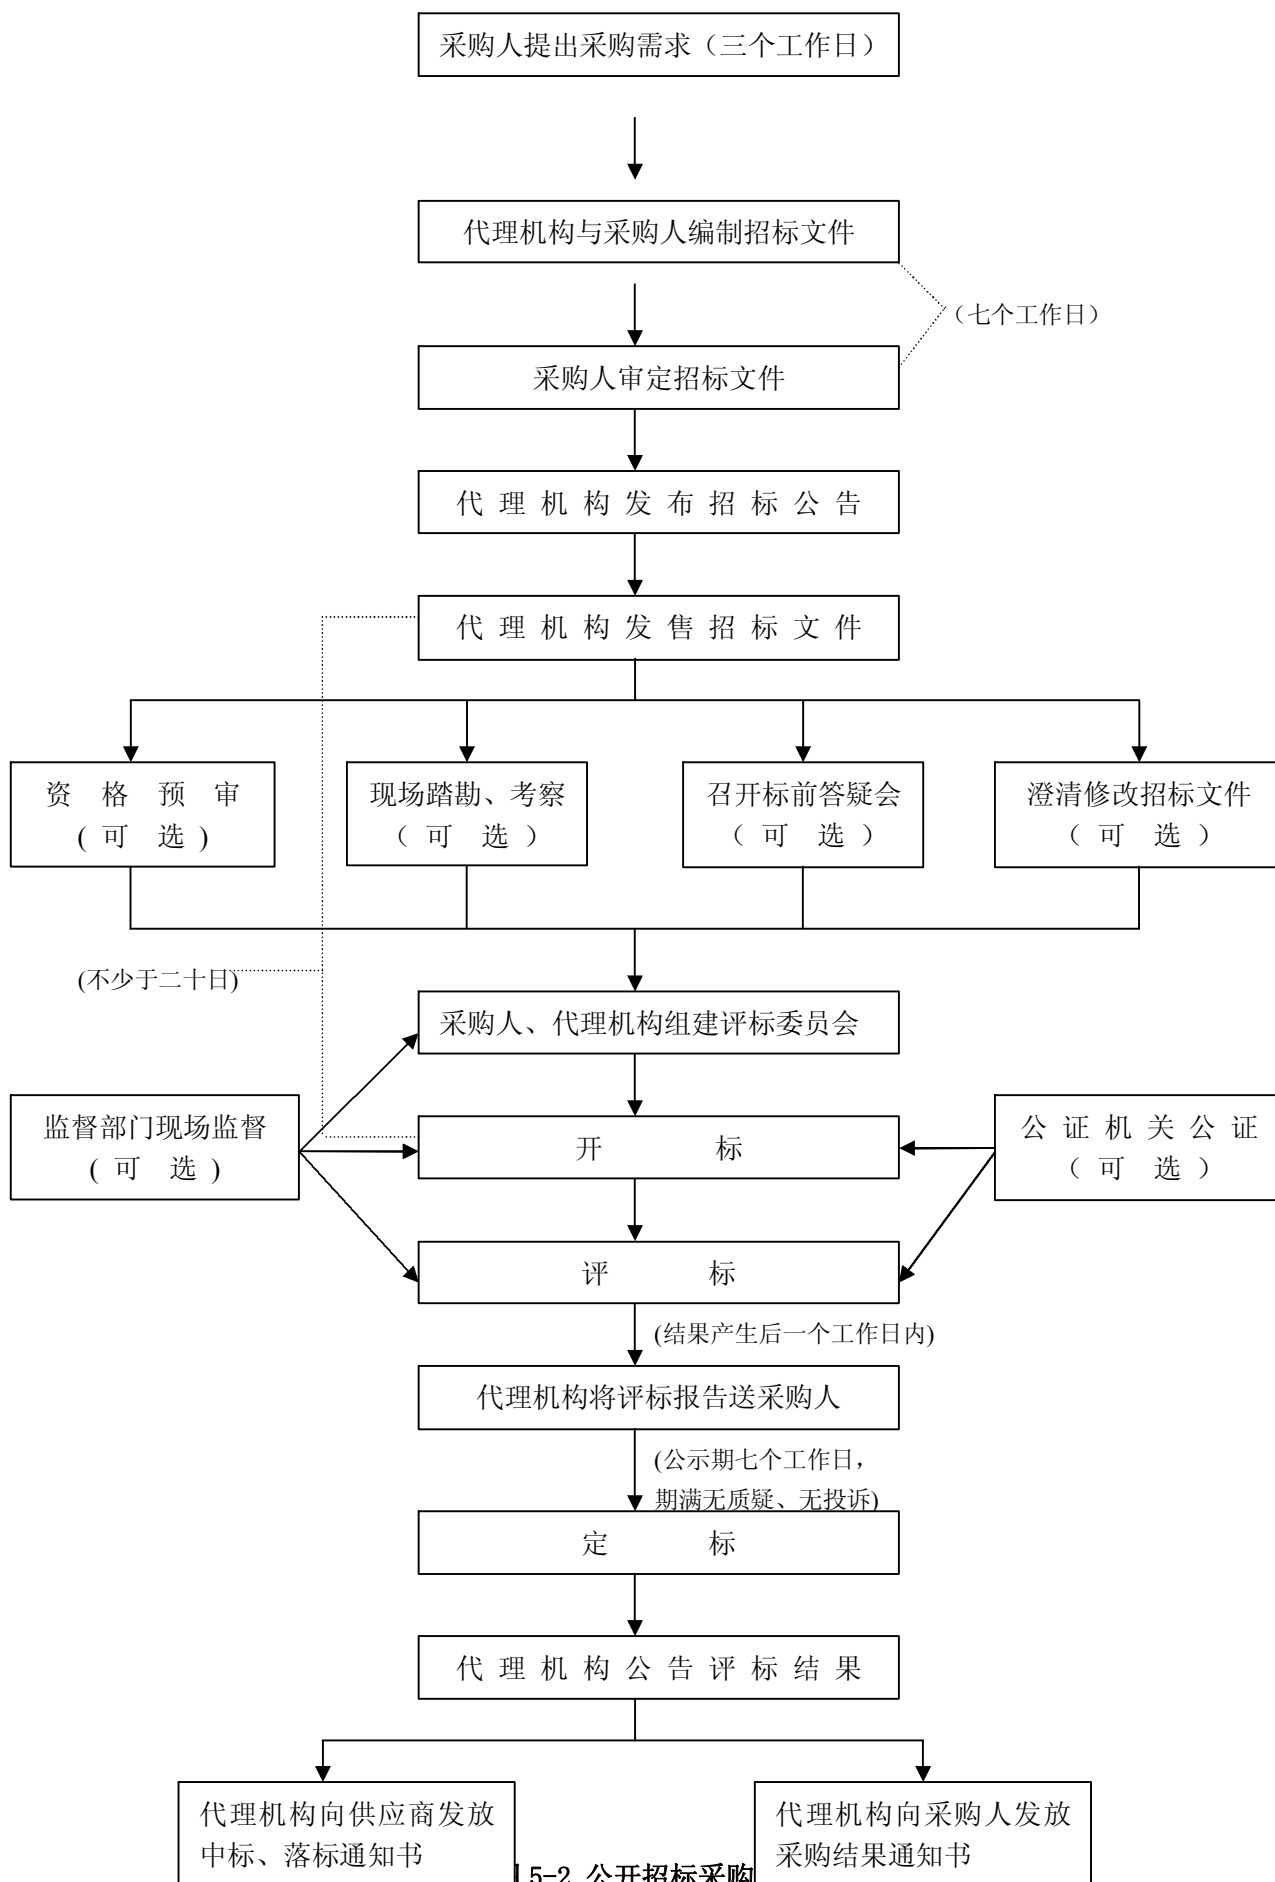 采购人提出采购需求（三个工作日）
代理机构与采购人编制招标文件
（七个工作日）
采购人审定招标文件
代理机构发布招标公告
代理机构发售招标文件
资格预审
(可选)
现场踏勘、考察
（可选）
召开标前答疑会
（可选）
澄清修改招标文件
（可选）
(不少于二十日)
采购人、代理机构组建评标委员会
监督部门现场监督
(可选)
开标
公证机关公证
（可选）
评标
(结果产生后一个工作日内)
代理机构将评标报告送采购人
(公示期七个工作日，
期满无质疑、无投诉)
定标
代理机构公告评标结果
代理机构向供应商发放
中标、落标通知书
代理机构向采购人发放
采购结果通知书
5-2 公开招标采购